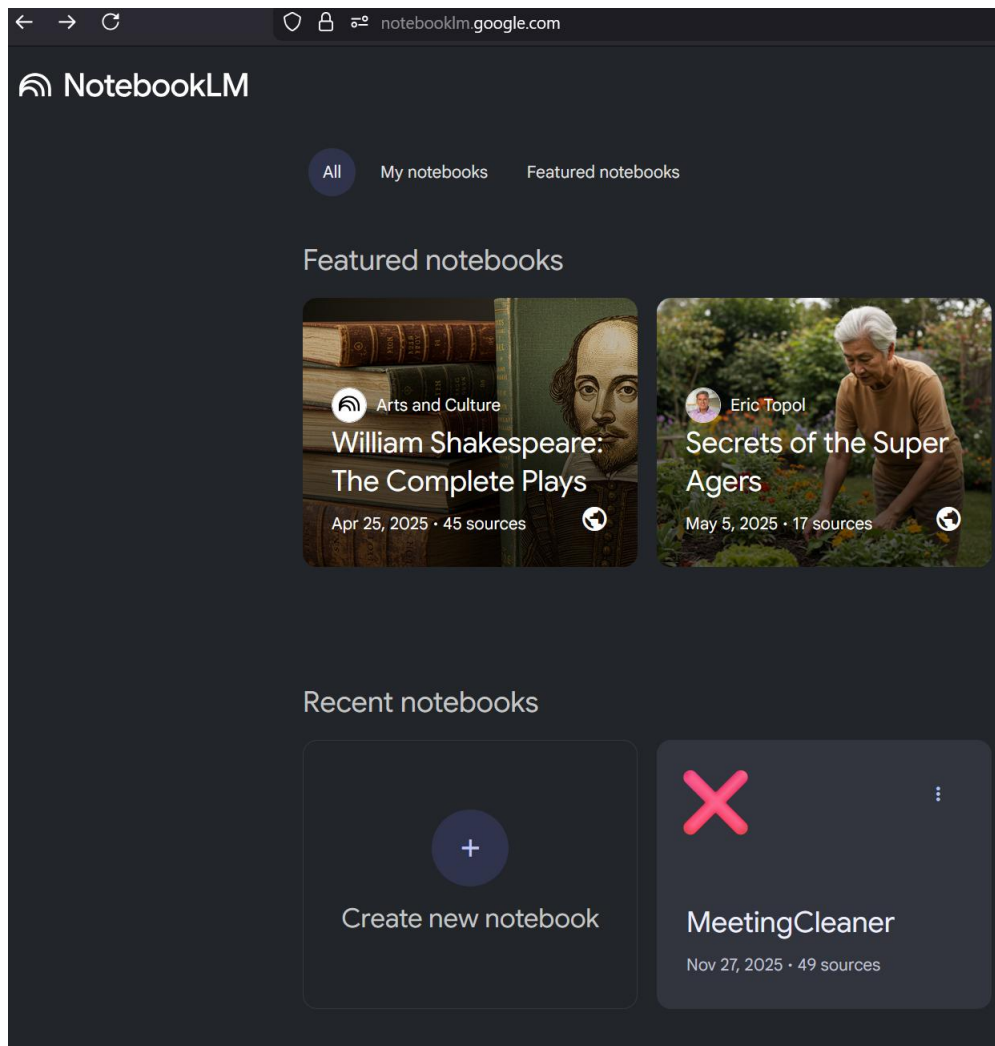 notebooklm.google.com
NotebookLM
All My notebooks Featured notebooks
Featured notebooks
Arts and Culture
William Shakespeare:
The Complete Plays
Apr 25, 2025 • 45 sources
Eric Topol
Secrets of the Super
Agers
May 5, 2025 • 17 sources
Recent notebooks
+
Create new notebook
MeetingCleaner
Nov 27, 2025 • 49 sources